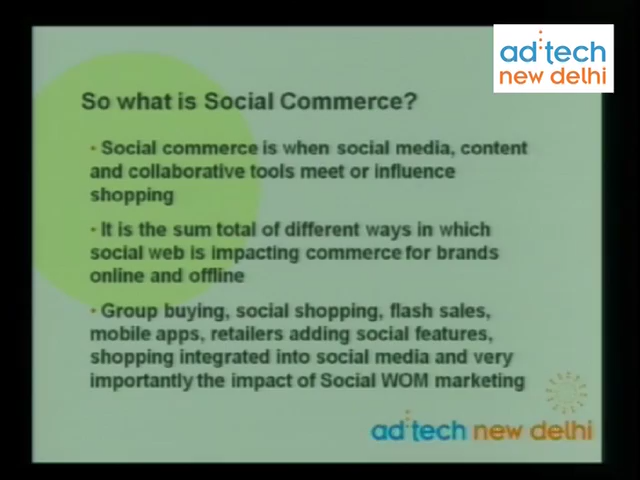 ad:tech
new delhi
So what is Social Commerce?
• Social commerce is when social media, content
and collaborative tools meet or influence
shopping
• It is the sum total of different ways in which
social web is impacting commerce for brands
online and offline
• Group buying, social shopping, flash sales,
mobile apps, retailers adding social features,
shopping integrated into social media and very
importantly the impact of Social WOM marketing
ad:tech new delhi